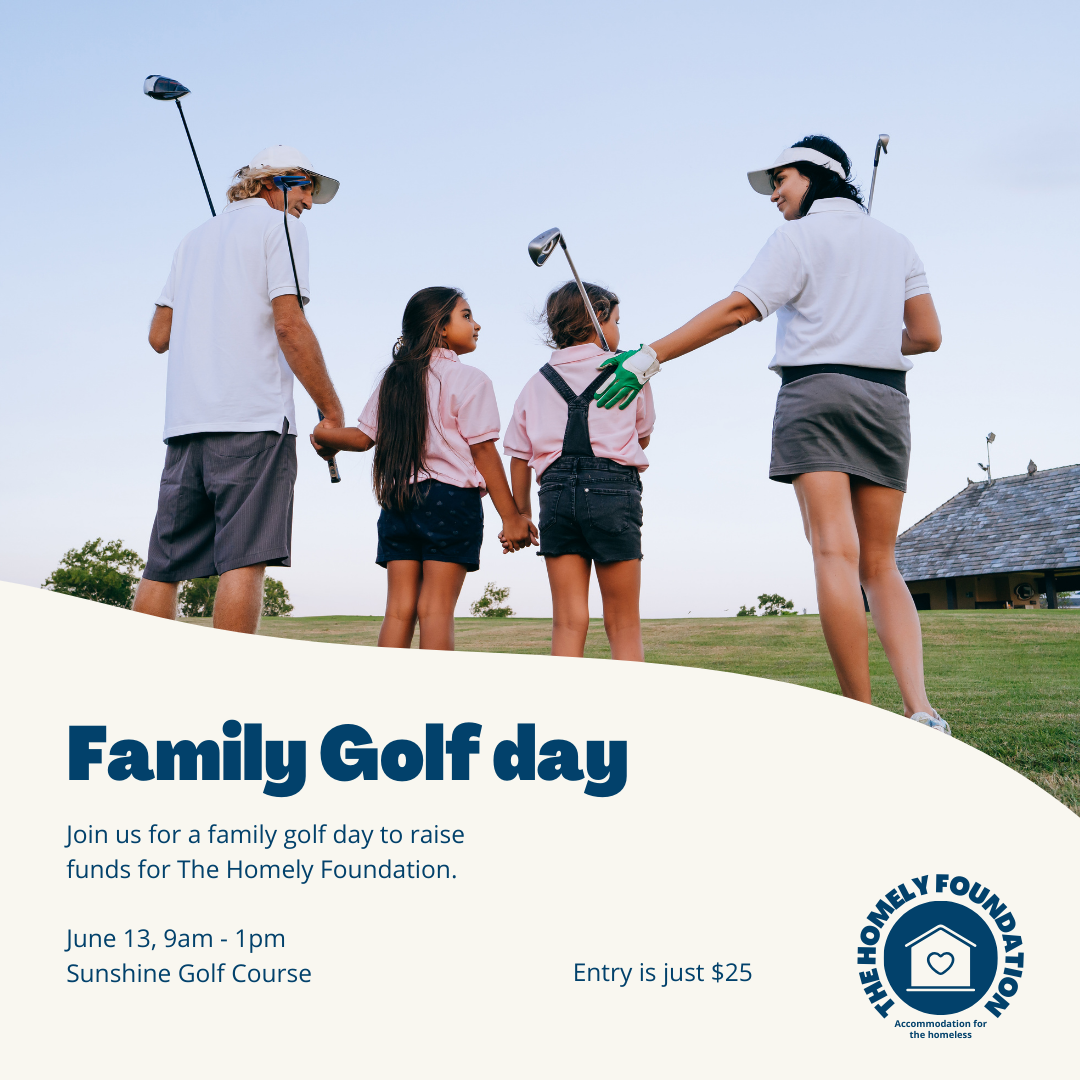 Family Golf day
Join us for a family golf day to raise
funds for The Homely Foundation.
June 13, 9am - 1pm
Sunshine Golf Course
Entry is just $25
THE HOMELY FOUNDATION
Accommodation for
the homeless